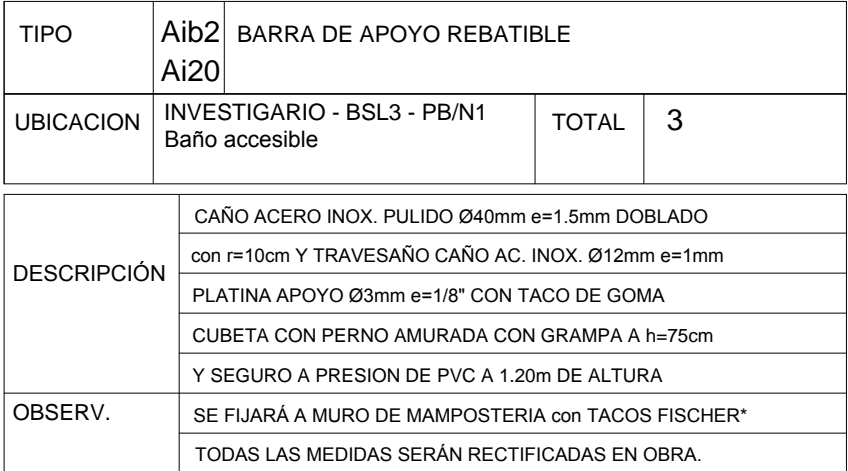 TIPO Aib2 BARRA DE APOYO REBATIBLE
Ai20
UBICACION INVESTIGARIO - BSL3 - PB/N1 TOTAL 3
Baño accesible
DESCRIPCIÓN
CAÑO ACERO INOX. PULIDO Ø40mm e=1.5mm DOBLADO
con r=10cm Y TRAVESAÑO CAÑO AC. INOX. Ø12mm e=1mm
PLATINA APOYO Ø3mm e=1/8" CON TACO DE GOMA
CUBETA CON PERNO AMURADA CON GRAMPA A h=75cm
Y SEGURO A PRESION DE PVC A 1.20m DE ALTURA
OBSERV. SE FIJARÁ A MURO DE MAMPOSTERIA con TACOS FISCHER*
TODAS LAS MEDIDAS SERÁN RECTIFICADAS EN OBRA.